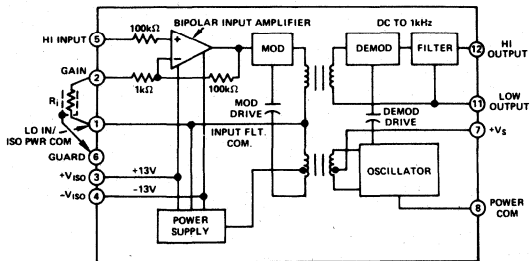 BIPOLAR INPUT AMPLIFIER
DC TO 1kHz
HI INPUT 5 100kΩ + MOD DEMOD FILTER 12 HI OUTPUT
GAIN 2 1kΩ − 100kΩ
MOD DRIVE
DEMOD DRIVE
11 LOW OUTPUT
Ri
1
LO IN/ ISO PWR COM
INPUT FLT. COM.
7 +VS
GUARD 6
OSCILLATOR
+VISO 3 +13V
−VISO 4 −13V
POWER SUPPLY
8 POWER COM